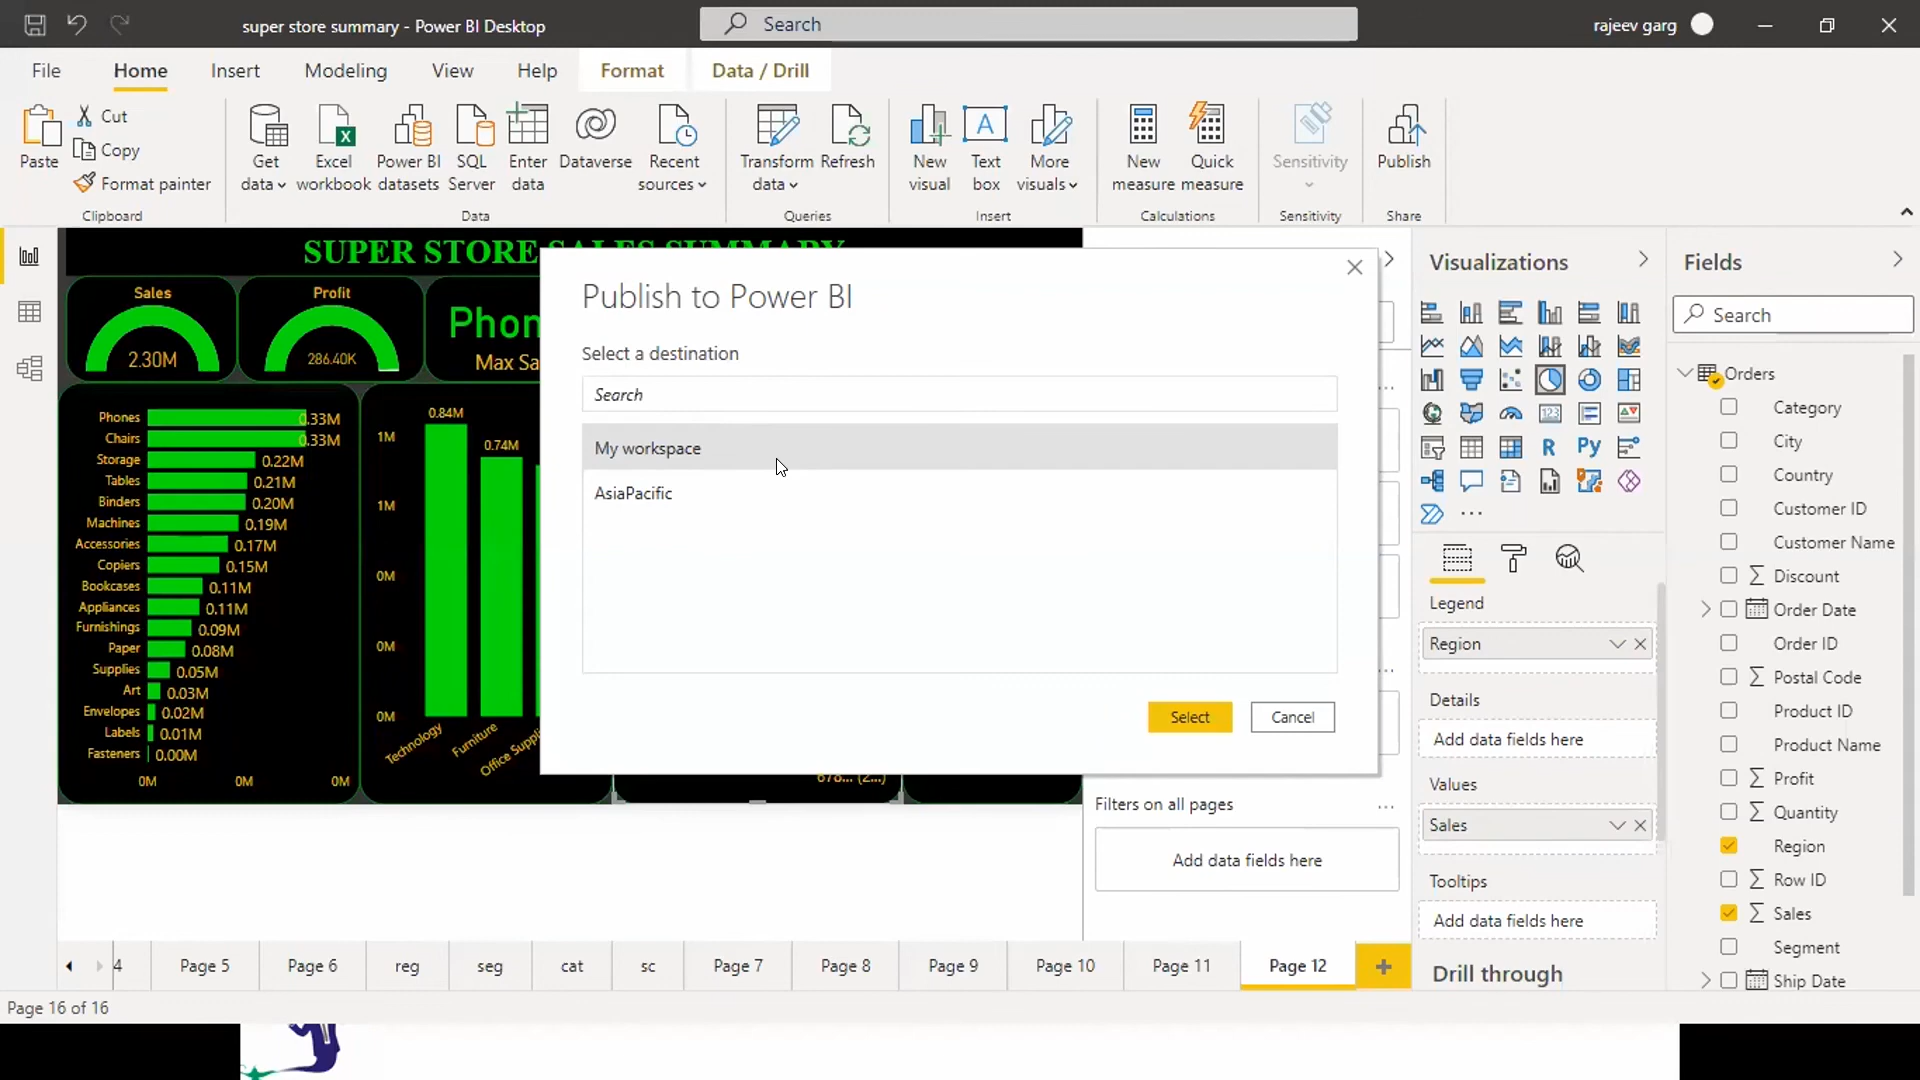 super store summary - Power BI Desktop
Search
rajeev garg
File
Home
Insert
Modeling
View
Help
Format
Data / Drill
Paste
Cut
Copy
Format painter
Clipboard
Get data
Excel workbook
Power BI datasets
SQL Server
Enter data
Dataverse
Recent sources
Data
Transform data
Refresh
Queries
New visual
Text box
More visuals
Insert
New measure
Quick measure
Calculations
Sensitivity
Sensitivity
Publish
Share
SUPER STORE SALES SUMMARY
Sales
2.30M
Profit
286.40K
Phon
Max Sa
Phones 0.33M
Chairs 0.33M
Storage 0.22M
Tables 0.21M
Binders 0.20M
Machines 0.19M
Accessories 0.17M
Copiers 0.15M
Bookcases 0.11M
Appliances 0.11M
Furnishings 0.09M
Paper 0.08M
Supplies 0.05M
Art 0.03M
Envelopes 0.02M
Labels 0.01M
Fasteners 0.00M
0M 0M 0M
1M
1M
0M
0M
0M
0.84M
0.74M
Technology
Furniture
Office Suppli
678... (2...)
Publish to Power BI
Select a destination
Search
My workspace
AsiaPacific
Select
Cancel
Filters on all pages
Add data fields here
Visualizations
R
Py
123
Legend
Region
Details
Add data fields here
Values
Sales
Tooltips
Add data fields here
Drill through
Fields
Search
Orders
Category
City
Country
Customer ID
Customer Name
Discount
Order Date
Order ID
Postal Code
Product ID
Product Name
Profit
Quantity
Region
Row ID
Sales
Segment
Ship Date
4
Page 5
Page 6
reg
seg
cat
sc
Page 7
Page 8
Page 9
Page 10
Page 11
Page 12
Page 16 of 16